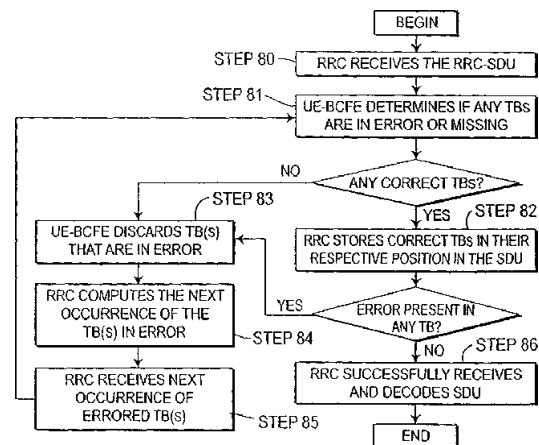 BEGIN
STEP 80
RRC RECEIVES THE RRC-SDU
STEP 81
UE-BCFE DETERMINES IF ANY TBs
ARE IN ERROR OR MISSING
ANY CORRECT TBs?
NO
YES
STEP 83
UE-BCFE DISCARDS TB(S)
THAT ARE IN ERROR
STEP 82
RRC STORES CORRECT TBs IN THEIR
RESPECTIVE POSITION IN THE SDU
YES
ERROR PRESENT IN
ANY TB?
NO
RRC COMPUTES THE NEXT
OCCURRENCE OF THE
TB(S) IN ERROR
STEP 84
STEP 86
RRC SUCCESSFULLY RECEIVES
AND DECODES SDU
RRC RECEIVES NEXT
OCCURRENCE OF
ERRORED TB(S)
STEP 85
END